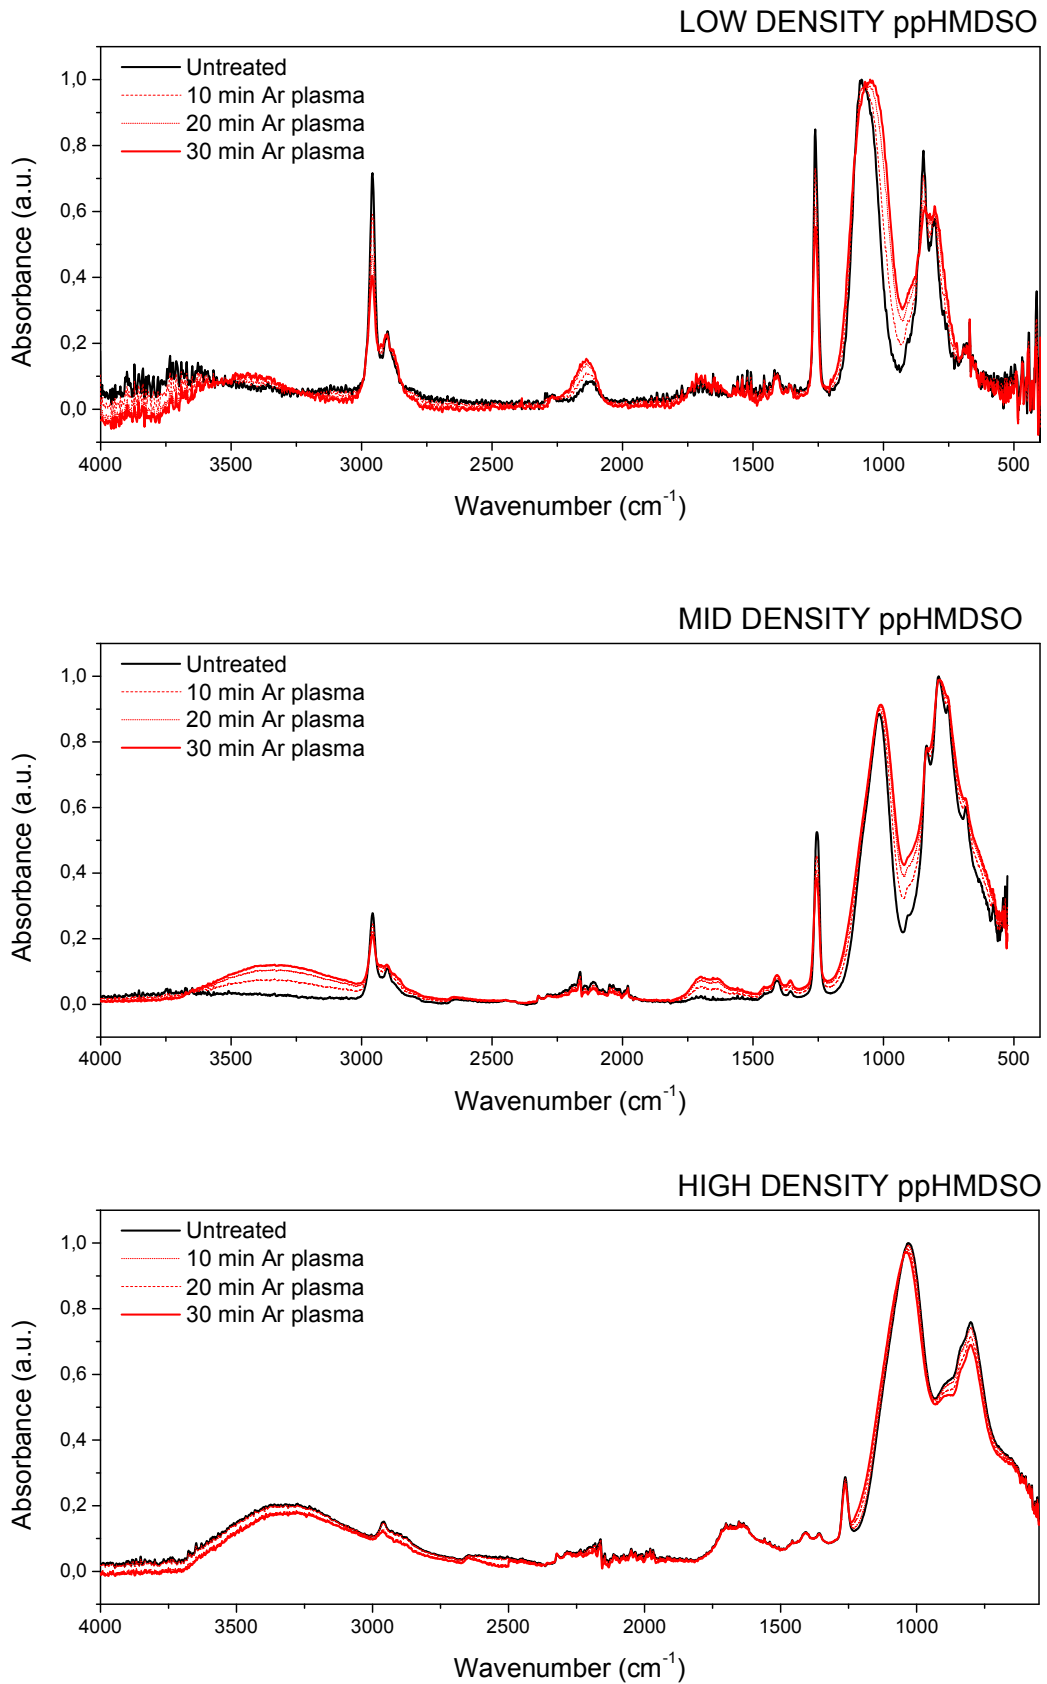 LOW DENSITY ppHMDSO
Untreated
10 min Ar plasma
20 min Ar plasma
30 min Ar plasma
Absorbance (a.u.)
1,0
0,8
0,6
0,4
0,2
0,0
4000 3500 3000 2500 2000 1500 1000 500
Wavenumber (cm⁻¹)
MID DENSITY ppHMDSO
Untreated
10 min Ar plasma
20 min Ar plasma
30 min Ar plasma
Absorbance (a.u.)
1,0
0,8
0,6
0,4
0,2
0,0
4000 3500 3000 2500 2000 1500 1000 500
Wavenumber (cm⁻¹)
HIGH DENSITY ppHMDSO
Untreated
10 min Ar plasma
20 min Ar plasma
30 min Ar plasma
Absorbance (a.u.)
1,0
0,8
0,6
0,4
0,2
0,0
4000 3500 3000 2500 2000 1500 1000
Wavenumber (cm⁻¹)